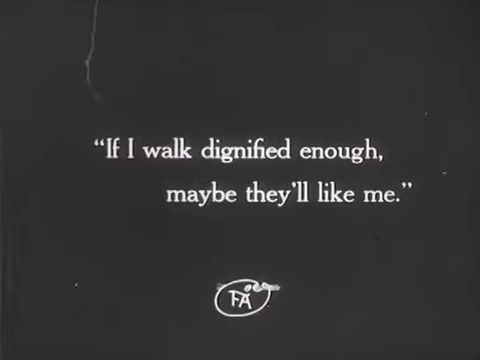 “If I walk dignified enough,
maybe they’ll like me.”
FA